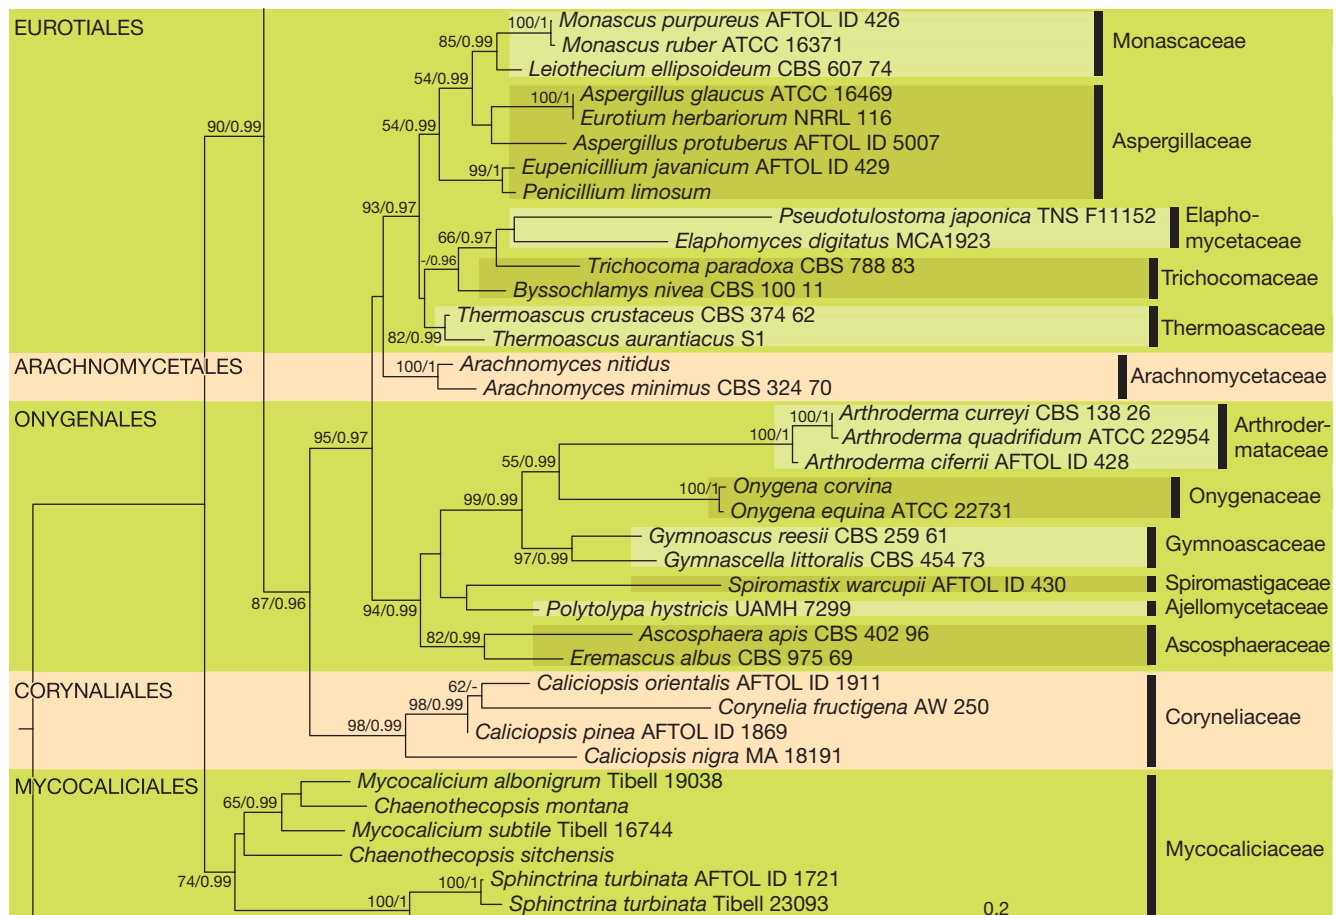 EUROTIALES
100/1
Monascus purpureus AFTOL ID 426
Monascus ruber ATCC 16371
Monascaceae
85/0.99
Leiothecium ellipsoideum CBS 607 74
54/0.99
Aspergillus glaucus ATCC 16469
100/1
Eurotium herbariorum NRRL 116
90/0.99
54/0.99
Aspergillus protuberus AFTOL ID 5007
Aspergillaceae
99/1
Eupenicillium javanicum AFTOL ID 429
Penicillium limosum
93/0.97
Pseudotulostoma japonica TNS F11152
Elapho-
mycetaceae
66/0.97
Elaphomyces digitatus MCA1923
-/0.96
Trichocoma paradoxa CBS 788 83
Trichocomaceae
Byssochlamys nivea CBS 100 11
Thermoascus crustaceus CBS 374 62
Thermoascaceae
82/0.99
Thermoascus aurantiacus S1
ARACHNOMYCETALES
100/1
Arachnomyces nitidus
Arachnomycetaceae
Arachnomyces minimus CBS 324 70
ONYGENALES
100/1
Arthroderma curreyi CBS 138 26
Arthroder-
mataceae
95/0.97
100/1
Arthroderma quadrifidum ATCC 22954
55/0.99
Arthroderma ciferrii AFTOL ID 428
100/1
Onygena corvina
Onygenaceae
99/0.99
Onygena equina ATCC 22731
Gymnoascus reesii CBS 259 61
Gymnoascaceae
97/0.99
Gymnascella littoralis CBS 454 73
Spiromastix warcupii AFTOL ID 430
Spiromastigaceae
87/0.96
94/0.99
Polytolypa hystricis UAMH 7299
Ajellomycetaceae
82/0.99
Ascosphaera apis CBS 402 96
Ascosphaeraceae
Eremascus albus CBS 975 69
CORYNALIALES
62/-
Caliciopsis orientalis AFTOL ID 1911
98/0.99
Corynelia fructigena AW 250
Coryneliaceae
98/0.99
Caliciopsis pinea AFTOL ID 1869
Caliciopsis nigra MA 18191
MYCOCALICIALES
Mycocalicium albonigrum Tibell 19038
65/0.99
Chaenothecopsis montana
Mycocalicium subtile Tibell 16744
Mycocaliciaceae
Chaenothecopsis sitchensis
74/0.99
100/1
Sphinctrina turbinata AFTOL ID 1721
100/1
Sphinctrina turbinata Tibell 23093
0.2